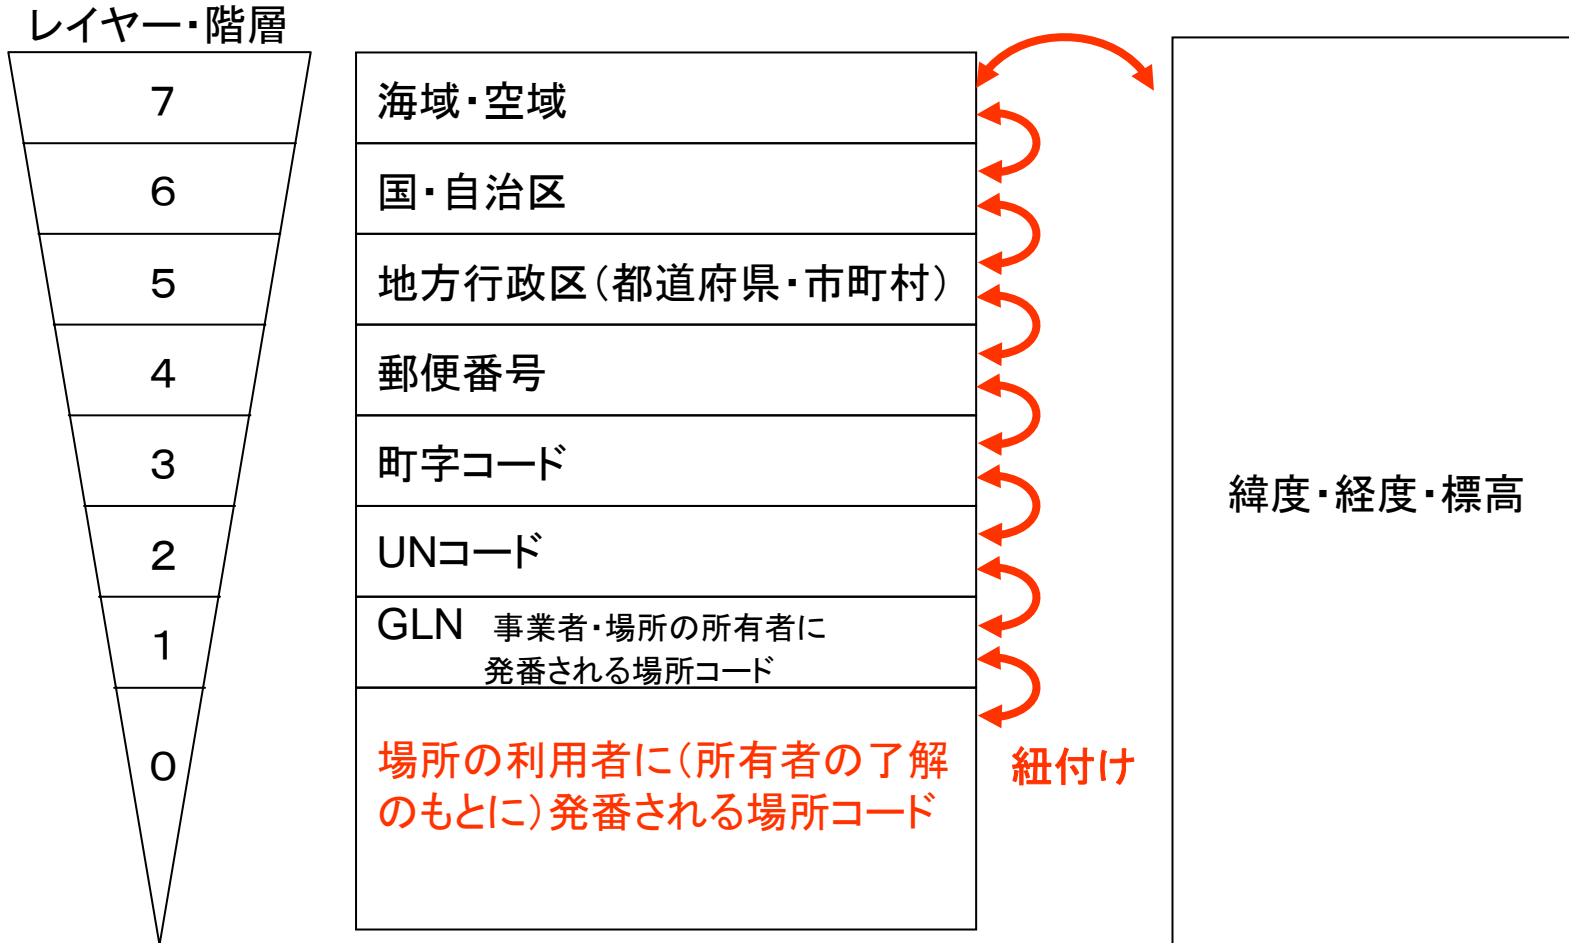 レイヤー・階層
7
海域・空域
6
国・自治区
5
地方行政区（都道府県・市町村）
4
郵便番号
3
町字コード
2
UNコード
1
GLN 事業者・場所の所有者に
発番される場所コード
0
場所の利用者に（所有者の了解
のもとに）発番される場所コード
紐付け
緯度・経度・標高